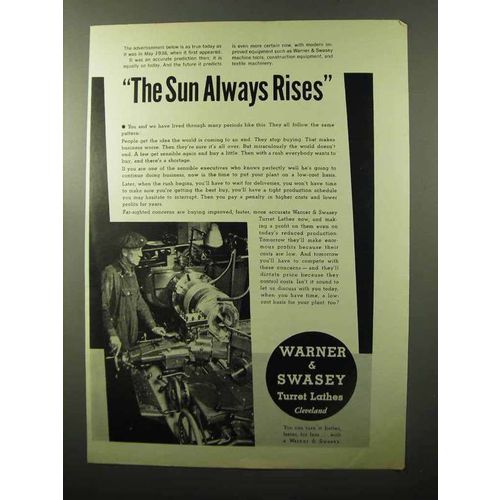 The advertisement below is as true today as
it was in May 1938, when it first appeared.
It was an accurate prediction then; it is
equally so today. And the future it predicts
is even more certain now, with modern im-
proved equipment such as Warner & Swasey
machine tools, construction equipment, and
textile machinery.
"The Sun Always Rises"
● You and we have lived through many periods like this. They all follow the same
pattern:
People get the idea the world is coming to an end. They stop buying. That makes
business worse. Then they're sure it's all over. But miraculously the world doesn't
end. A few get sensible again and buy a little. Then with a rush everybody wants to
buy, and there's a shortage.
If you are one of the sensible executives who knows perfectly well he's going to
continue doing business, now is the time to put your plant on a low-cost basis.
Later, when the rush begins, you'll have to wait for deliveries, you won't have time
to make sure you're getting the best buy, you'll have a tight production schedule
you may hesitate to interrupt. Then you pay a penalty in higher costs and lower
profits for years.
Far-sighted concerns are buying improved, faster, more accurate Warner & Swasey
Turret Lathes now, and mak-
ing a profit on them even on
today's reduced production.
Tomorrow they'll make enor-
mous profits because their
costs are low. And tomorrow
you'll have to compete with
these concerns—and they'll
dictate price because they
control costs. Isn't it sound to
let us discuss with you today,
when you have time, a low-
cost basis for your plant too?
WARNER
&
SWASEY
Turret Lathes
Cleveland
You can turn it better,
faster, for less . . . with
a Warner & Swasey.